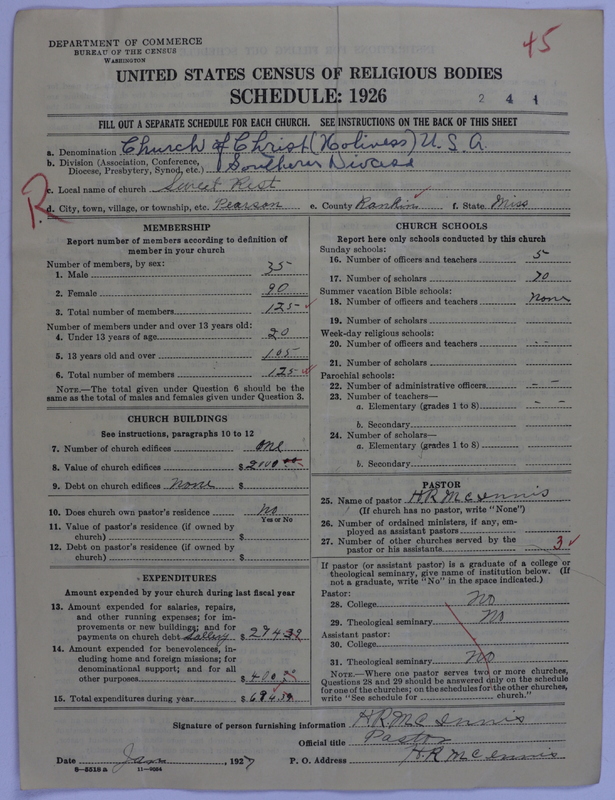 45
DEPARTMENT OF COMMERCE
BUREAU OF THE CENSUS
WASHINGTON
UNITED STATES CENSUS OF RELIGIOUS BODIES
SCHEDULE: 1926
2 4 1
FILL OUT A SEPARATE SCHEDULE FOR EACH CHURCH. SEE INSTRUCTIONS ON THE BACK OF THIS SHEET
a. Denomination Church of Christ (Holiness) U.S.A.
b. Division (Association, Conference,
Diocese, Presbytery, Synod, etc.) Southern
R
c. Local name of church Sweet Rest
d. City, town, village, or township, etc. Pearson e. County Rankin f. State Miss
MEMBERSHIP
Report number of members according to definition of
member in your church
Number of members, by sex:
1. Male 35
2. Female 90
3. Total number of members 125
Number of members under and over 13 years old:
4. Under 13 years of age 20
5. 13 years old and over 105
6. Total number of members 125
NOTE.—The total given under Question 6 should be the
same as the total of males and females given under Question 3.
CHURCH BUILDINGS
See instructions, paragraphs 10 to 12
7. Number of church edifices one
8. Value of church edifices $ 2000.00
9. Debt on church edifices None $
10. Does church own pastor's residence No
Yes or No
11. Value of pastor's residence (if owned by
church) $
12. Debt on pastor's residence (if owned by
church) $
EXPENDITURES
Amount expended by your church during last fiscal year
13. Amount expended for salaries, repairs,
and other running expenses; for im-
provements or new buildings; and for
payments on church debt $
14. Amount expended for benevolences, in-
cluding home and foreign missions; for
denominational support; and for all
other purposes $
15. Total expenditures during year $
CHURCH SCHOOLS
Report here only schools conducted by this church
Sunday schools:
16. Number of officers and teachers 5
17. Number of scholars 70
Summer vacation Bible schools:
18. Number of officers and teachers None
19. Number of scholars
Week-day religious schools:
20. Number of officers and teachers - -
21. Number of scholars
Parochial schools:
22. Number of administrative officers - -
23. Number of teachers—
a. Elementary (grades 1 to 8) - -
b. Secondary
24. Number of scholars—
a. Elementary (grades 1 to 8)
b. Secondary
PASTOR
25. Name of pastor H R McInnis
(If church has no pastor, write "None")
26. Number of ordained ministers, if any, em-
ployed as assistant pastors
27. Number of other churches served by the
pastor or his assistants 3
If pastor (or assistant pastor) is a graduate of a college or
theological seminary, give name of institution below. (If
not a graduate, write "No" in the space indicated.)
Pastor:
28. College No
29. Theological seminary No
Assistant pastor:
30. College
31. Theological seminary No
NOTE.—Where one pastor serves two or more churches,
Questions 28 and 29 should be answered only on the schedule
for one of the churches; on the schedules for the other churches,
write "See schedule for church."
Signature of person furnishing information H R McInnis
Official title Pastor
Date Jan, 1927 P. O. Address H. R McInnis
6—5518 a 11—9064